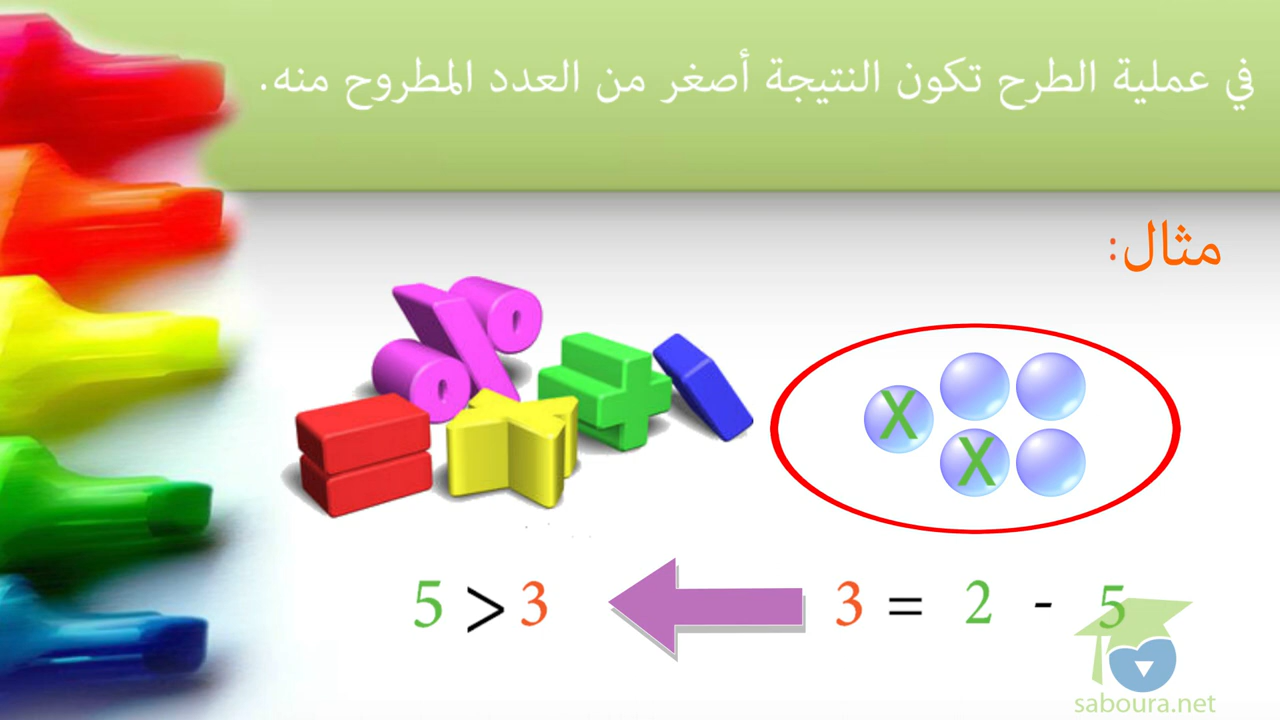 في عملية الطرح تكون النتيجة أصغر من العدد المطروح منه.
مثال:
X
X
5 - 2 = 3
5 > 3
saboura.net